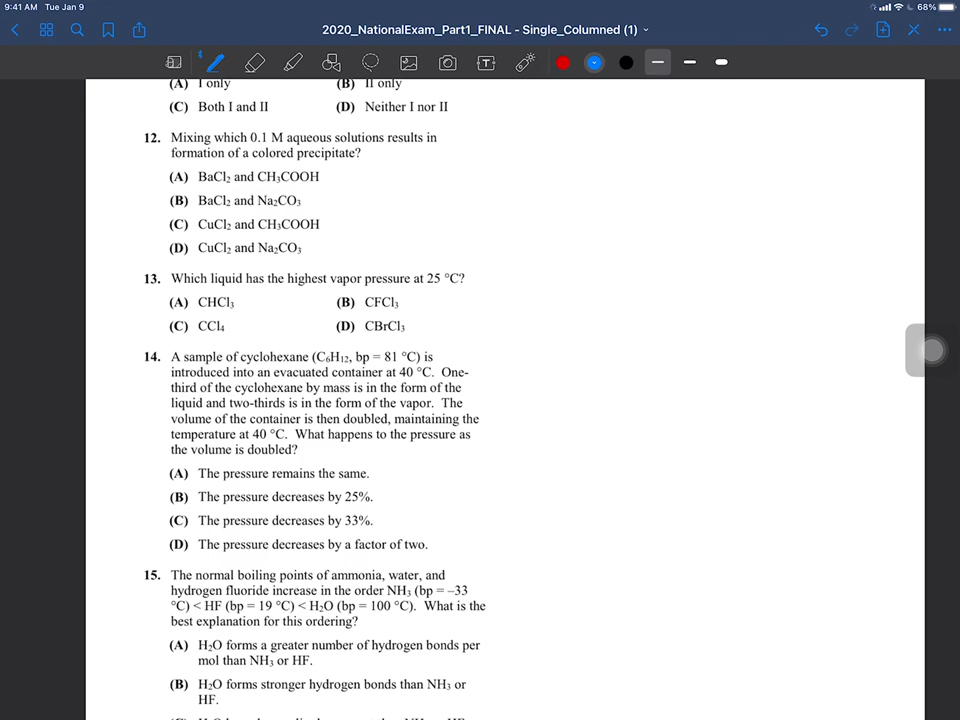 9:41 AM Tue Jan 9
68%
2020_NationalExam_Part1_FINAL - Single_Columned (1)
(A) I only (B) II only
(C) Both I and II (D) Neither I nor II
12. Mixing which 0.1 M aqueous solutions results in
formation of a colored precipitate?
(A) BaCl₂ and CH₃COOH
(B) BaCl₂ and Na₂CO₃
(C) CuCl₂ and CH₃COOH
(D) CuCl₂ and Na₂CO₃
13. Which liquid has the highest vapor pressure at 25 °C?
(A) CHCl₃ (B) CFCl₃
(C) CCl₄ (D) CBrCl₃
14. A sample of cyclohexane (C₆H₁₂, bp = 81 °C) is
introduced into an evacuated container at 40 °C. One-
third of the cyclohexane by mass is in the form of the
liquid and two-thirds is in the form of the vapor. The
volume of the container is then doubled, maintaining the
temperature at 40 °C. What happens to the pressure as
the volume is doubled?
(A) The pressure remains the same.
(B) The pressure decreases by 25%.
(C) The pressure decreases by 33%.
(D) The pressure decreases by a factor of two.
15. The normal boiling points of ammonia, water, and
hydrogen fluoride increase in the order NH₃ (bp = –33
°C) < HF (bp = 19 °C) < H₂O (bp = 100 °C). What is the
best explanation for this ordering?
(A) H₂O forms a greater number of hydrogen bonds per
mol than NH₃ or HF.
(B) H₂O forms stronger hydrogen bonds than NH₃ or
HF.